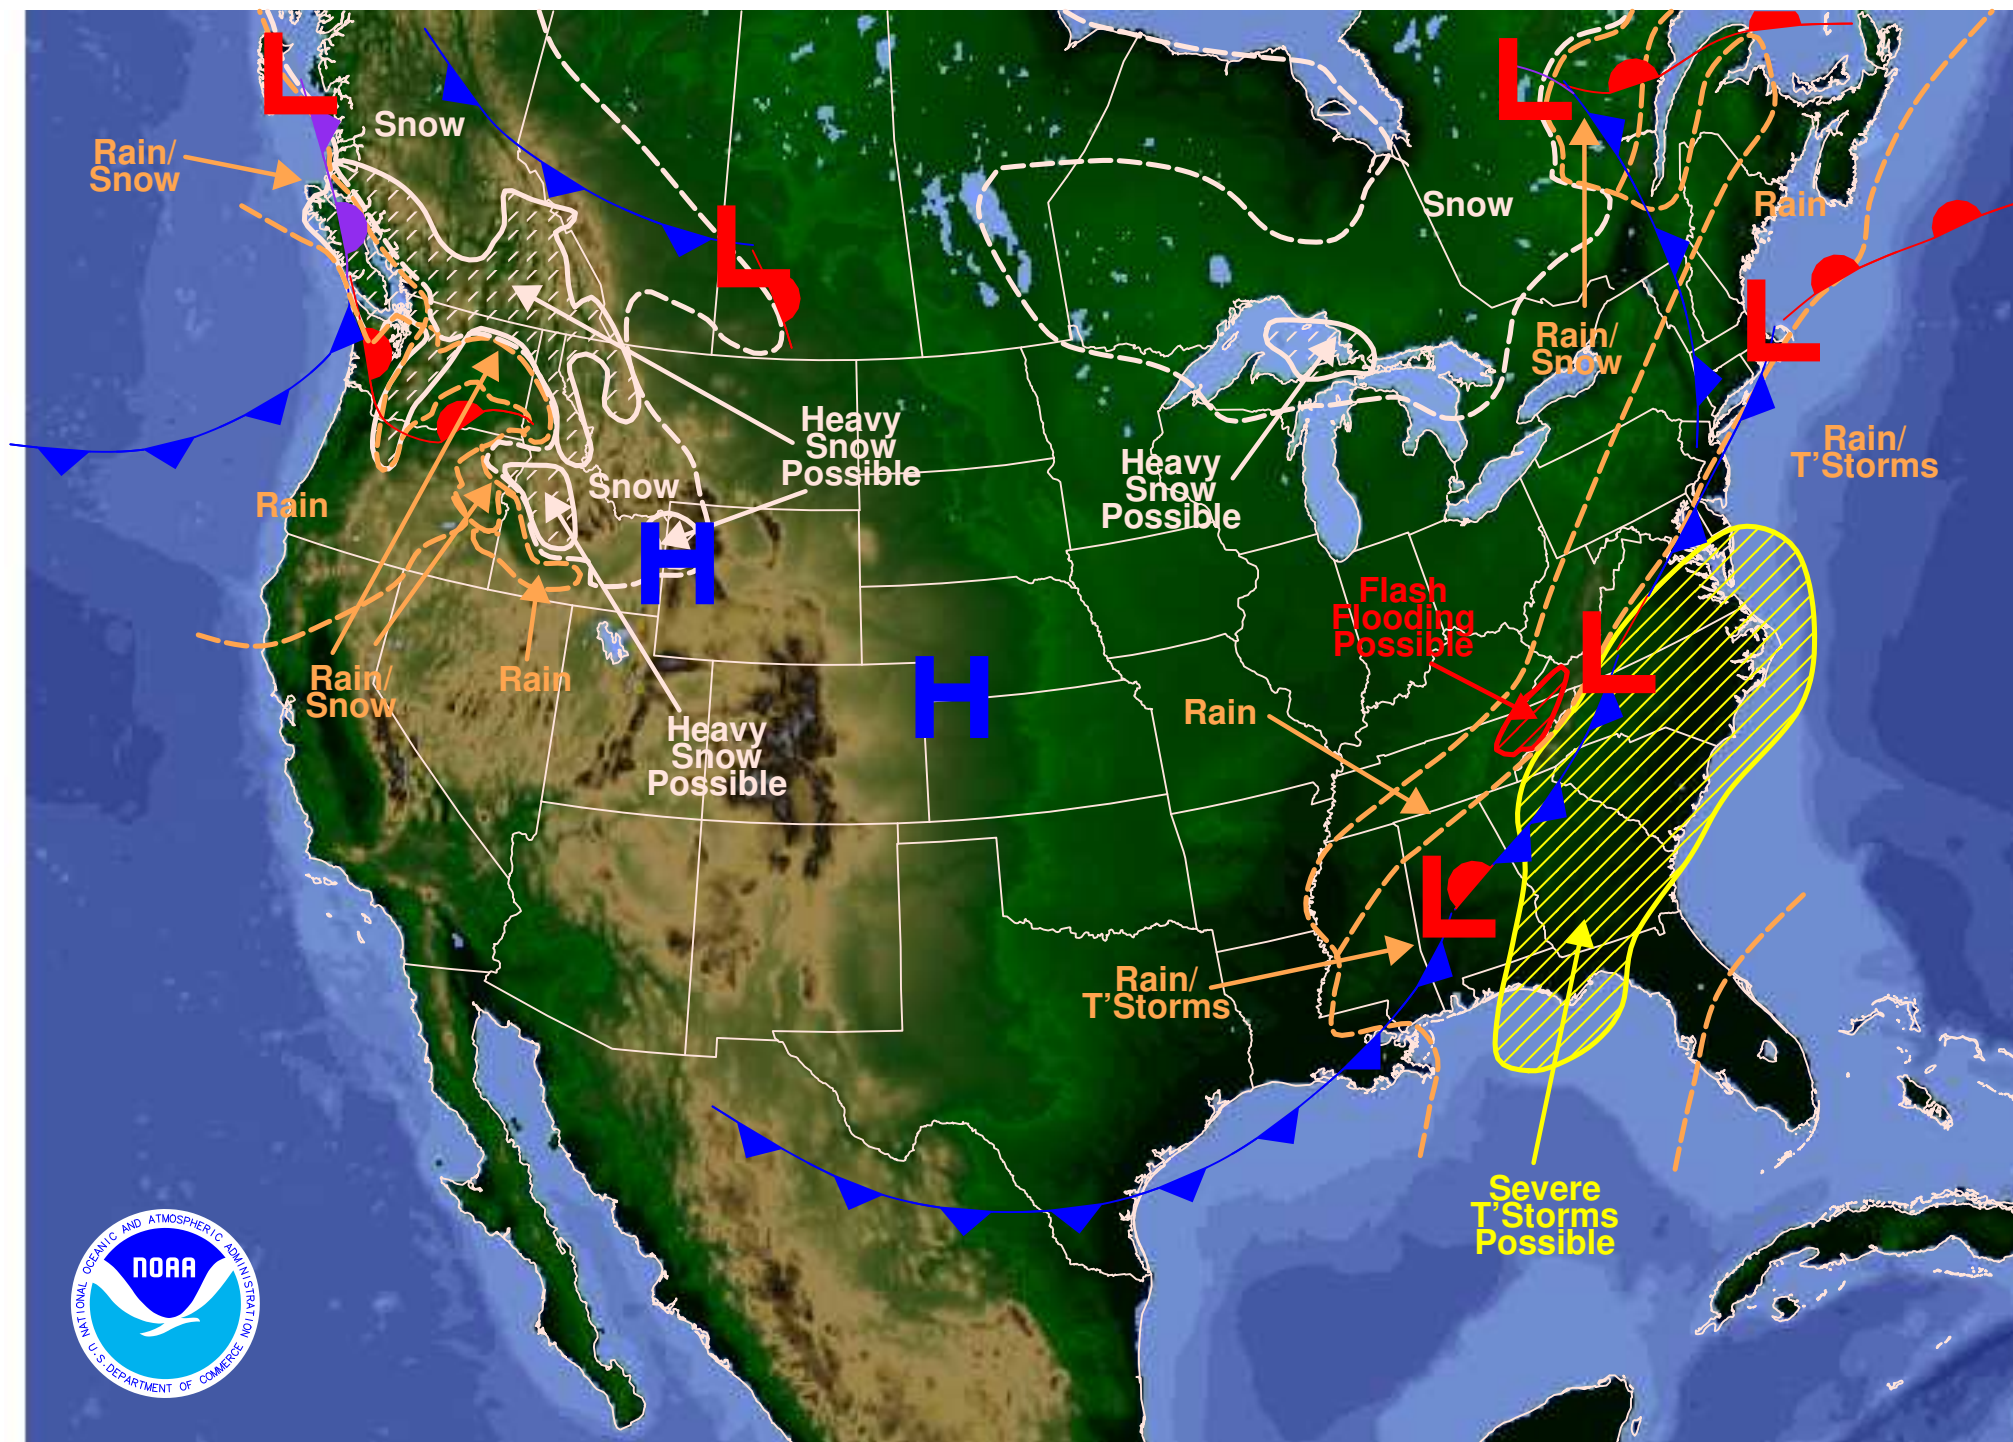 L
L
Snow
Rain/
Snow
Snow
Rain
L
L
Rain/
Snow
Heavy
Snow
Possible
Heavy
Snow
Possible
Rain/
T'Storms
Snow
Rain
H
Flash
Flooding
Possible
L
Rain/
Snow
Rain
H
Rain
Heavy
Snow
Possible
L
Rain/
T'Storms
Severe
T'Storms
Possible
NATIONAL OCEANIC AND ATMOSPHERIC ADMINISTRATION
NOAA
U.S. DEPARTMENT OF COMMERCE